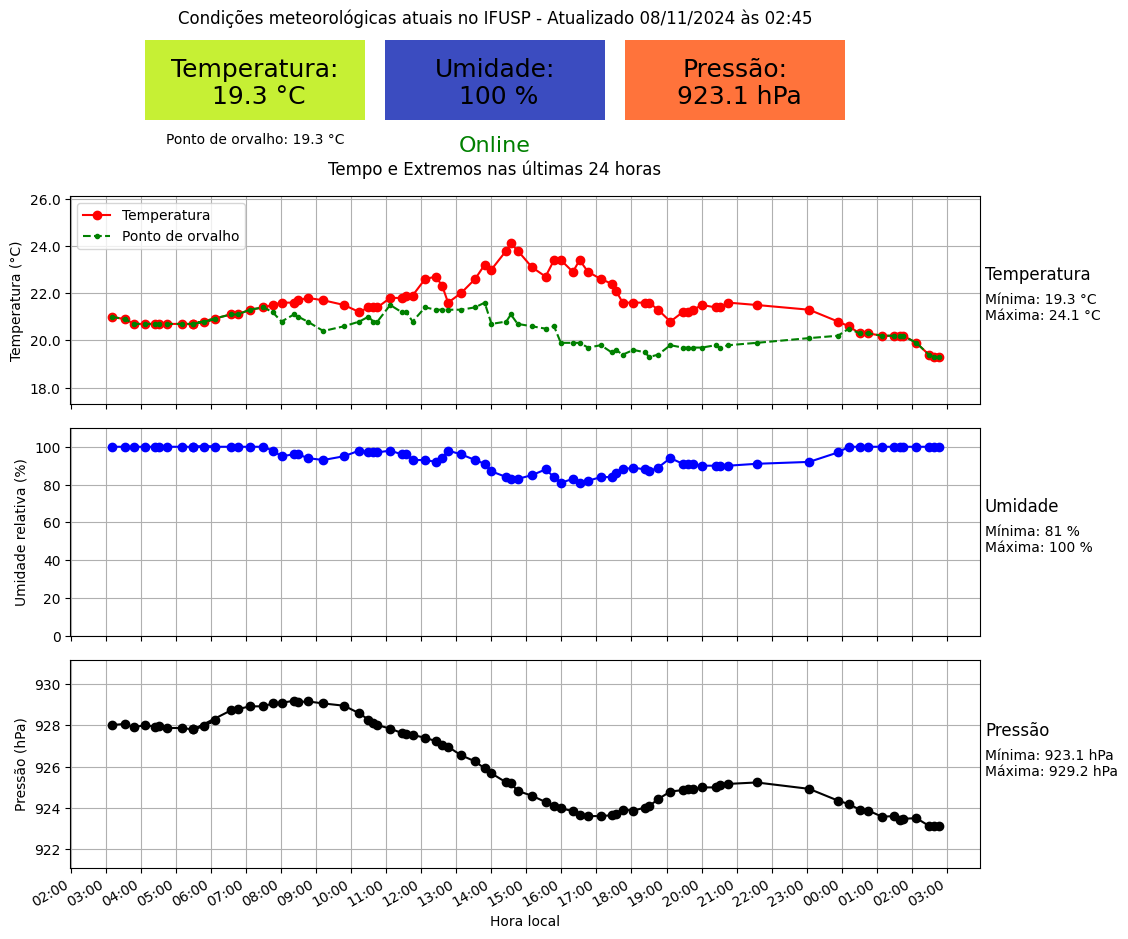 Condições meteorológicas atuais no IFUSP - Atualizado 08/11/2024 às 02:45
Temperatura:
19.3 °C
Umidade:
100 %
Pressão:
923.1 hPa
Ponto de orvalho: 19.3 °C
Online
Tempo e Extremos nas últimas 24 horas
Temperatura (°C)
26.0
24.0
22.0
20.0
18.0
Temperatura
Ponto de orvalho
Temperatura
Mínima: 19.3 °C
Máxima: 24.1 °C
Umidade relativa (%)
100
80
60
40
20
0
Umidade
Mínima: 81 %
Máxima: 100 %
Pressão (hPa)
930
928
926
924
922
Pressão
Mínima: 923.1 hPa
Máxima: 929.2 hPa
02:00 03:00 04:00 05:00 06:00 07:00 08:00 09:00 10:00 11:00 12:00 13:00 14:00 15:00 16:00 17:00 18:00 19:00 20:00 21:00 22:00 23:00 00:00 01:00 02:00 03:00
Hora local